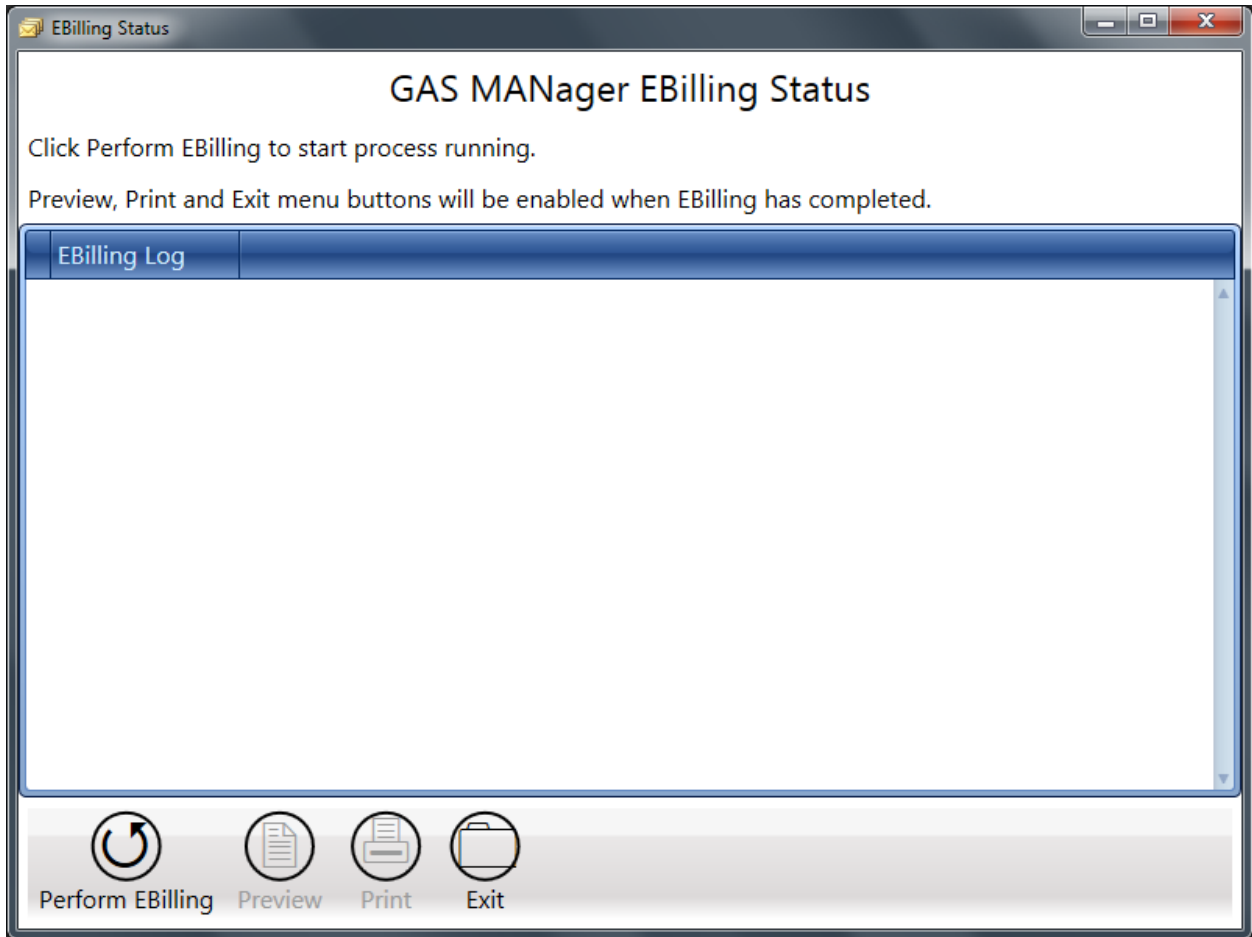 EBilling Status
GAS MANager EBilling Status
Click Perform EBilling to start process running.
Preview, Print and Exit menu buttons will be enabled when EBilling has completed.
EBilling Log
Perform EBilling Preview Print Exit